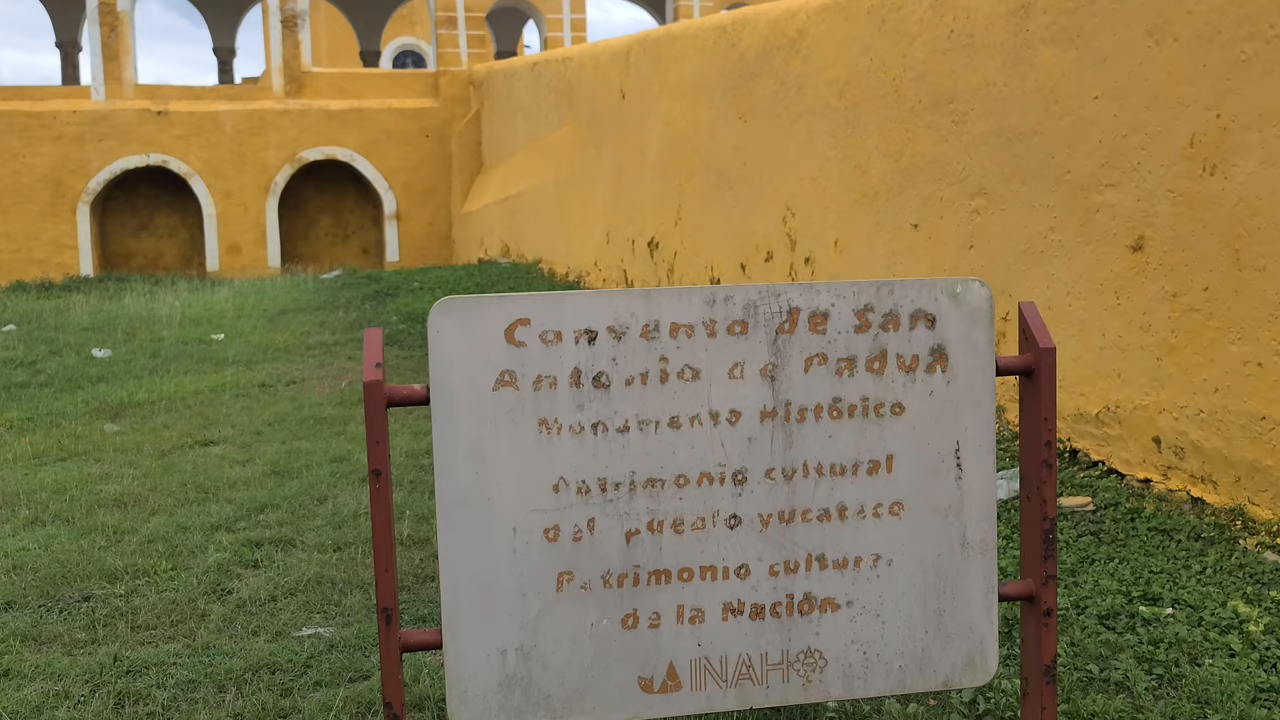 Convento de San
Antonio de Padua
Monumento Histórico
Patrimonio cultural
del pueblo yucateco
Patrimonio cultural
de la Nación
INAH